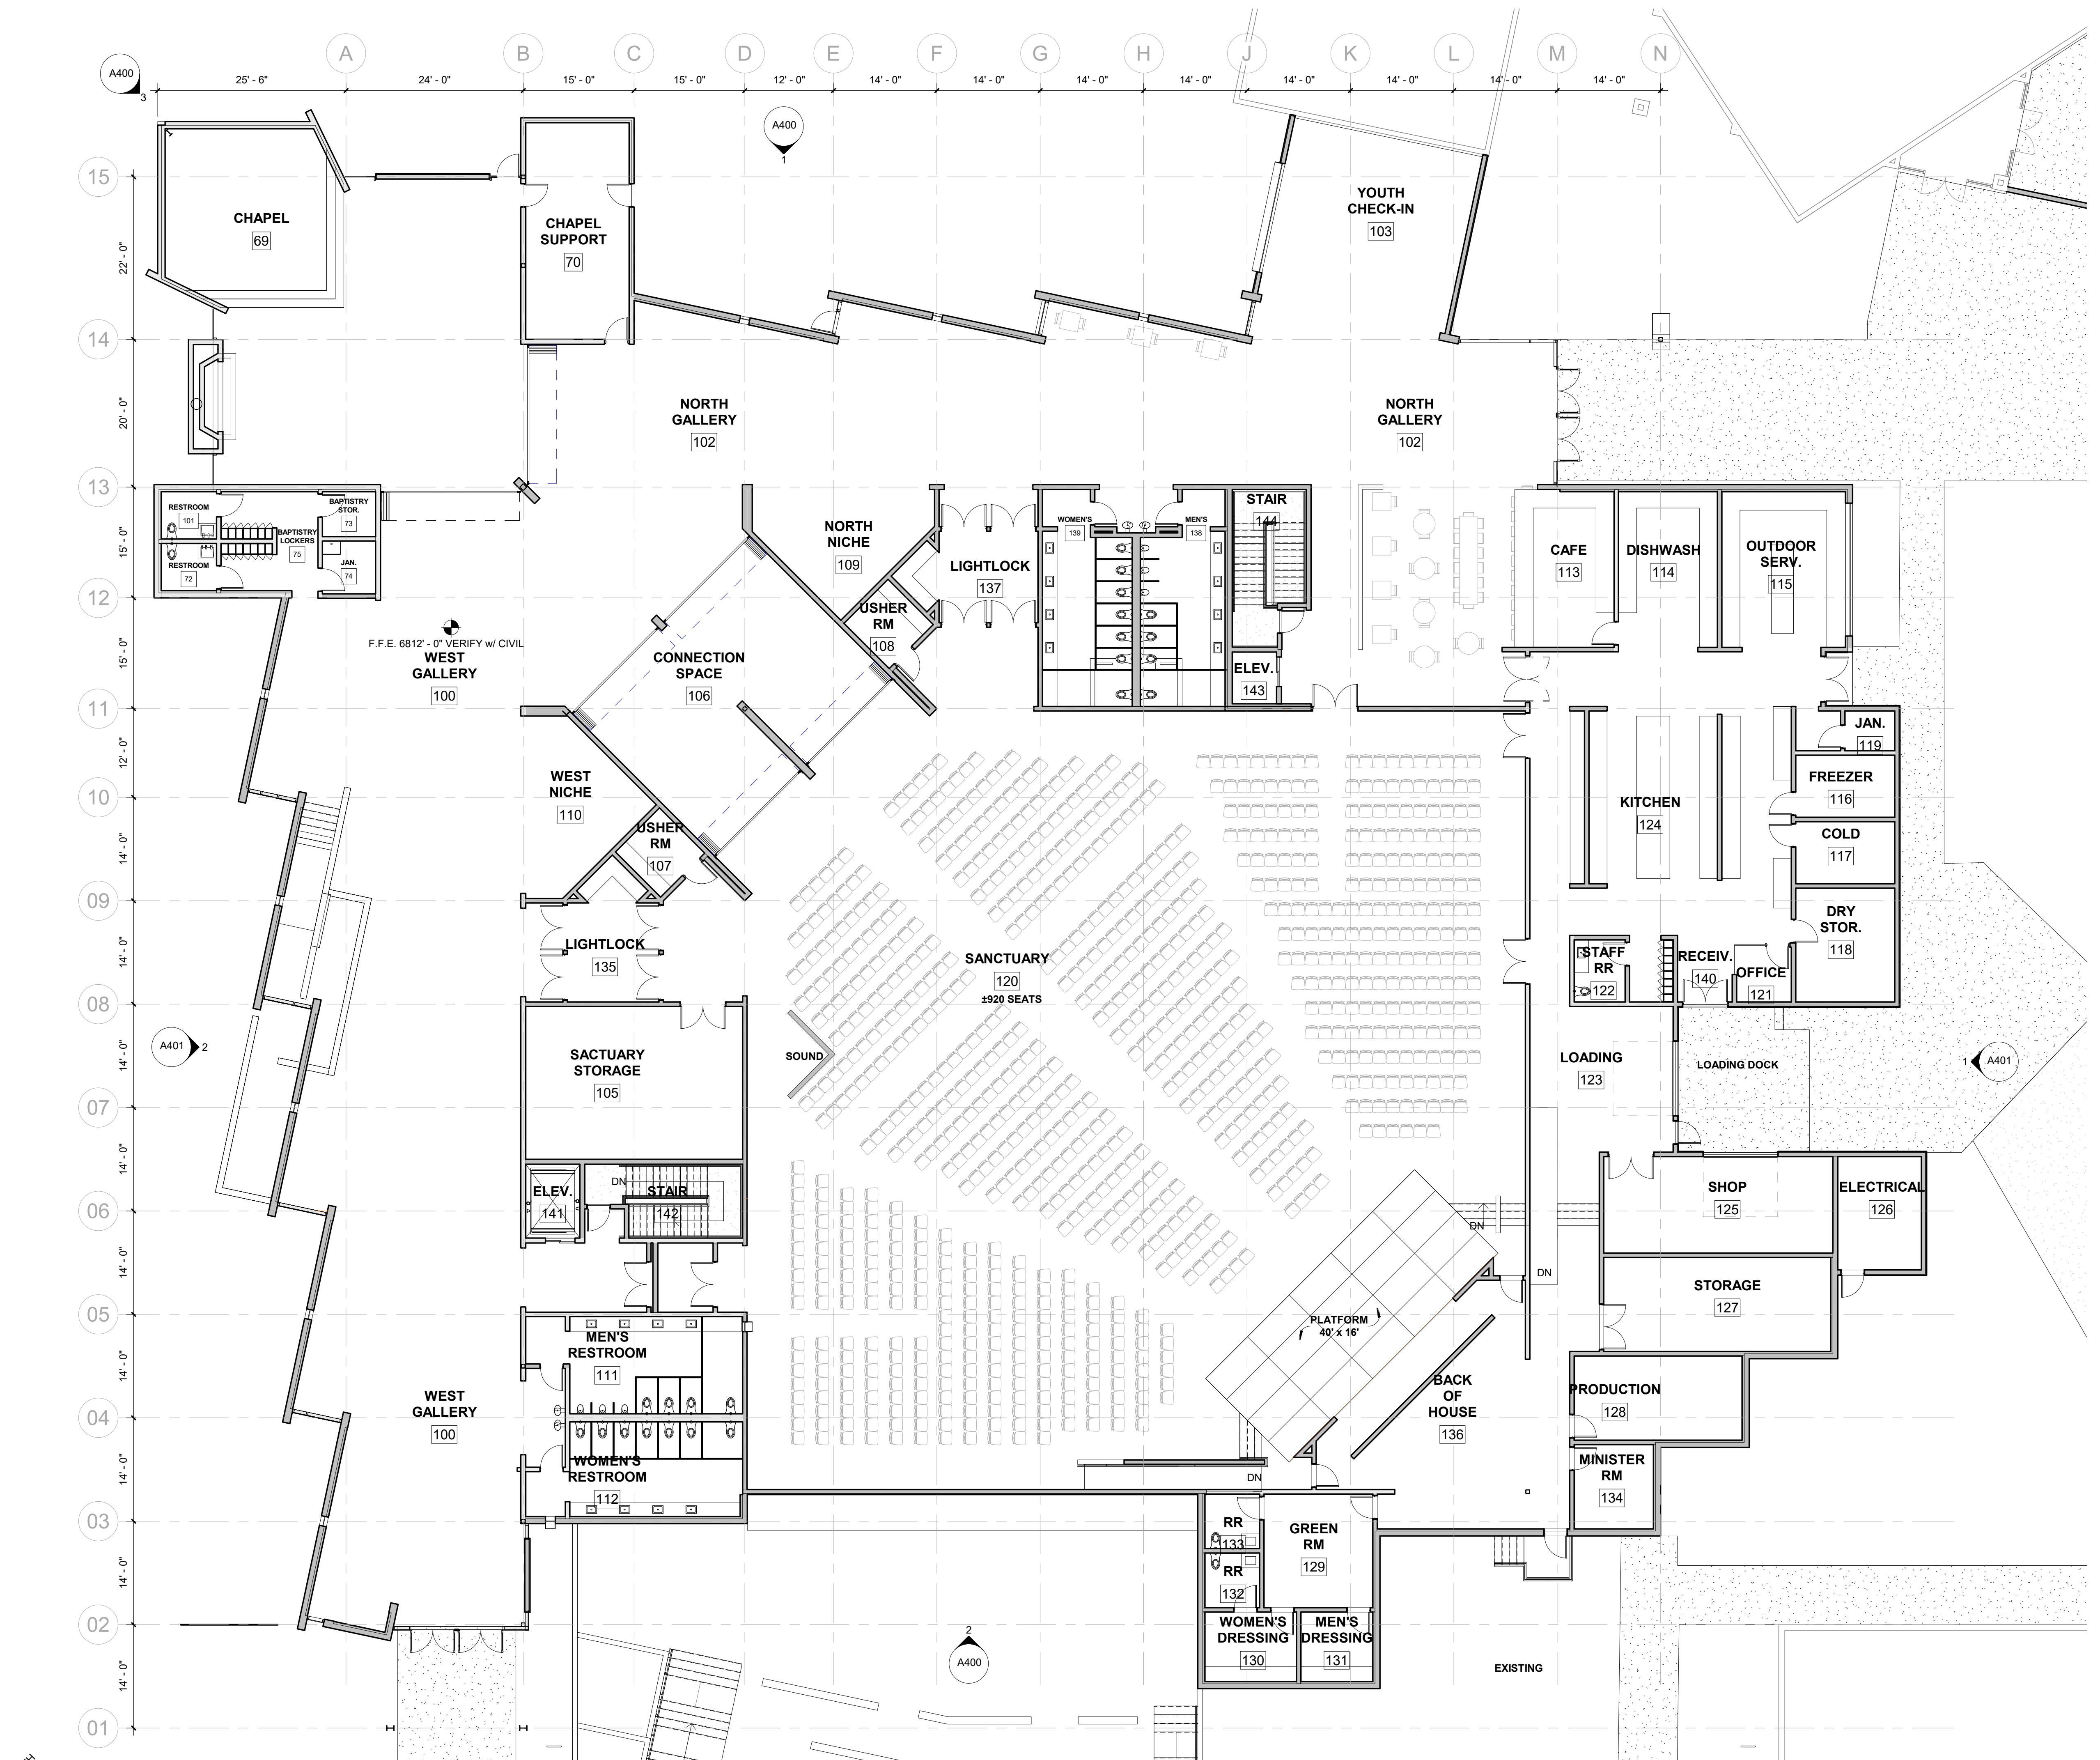 A B C D E F G H J K L M N
A400
3
25' - 6" 24' - 0" 15' - 0" 15' - 0" 12' - 0" 14' - 0" 14' - 0" 14' - 0" 14' - 0" 14' - 0" 14' - 0" 14' - 0" 14' - 0"
A400
1
15
22' - 0"
14
20' - 0"
13
15' - 0"
12
15' - 0"
11
12' - 0"
10
14' - 0"
09
14' - 0"
08
14' - 0"
07
14' - 0"
06
14' - 0"
05
14' - 0"
04
14' - 0"
03
14' - 0"
02
14' - 0"
01
CHAPEL
69
CHAPEL
SUPPORT
70
YOUTH
CHECK-IN
103
NORTH
GALLERY
102
NORTH
GALLERY
102
RESTROOM
101
BAPTISTRY
STOR.
73
BAPTISTRY
LOCKERS
75
RESTROOM
72
JAN.
74
NORTH
NICHE
109
LIGHTLOCK
137
WOMEN'S
139
MEN'S
138
STAIR
144
CAFE
113
DISHWASH
114
OUTDOOR
SERV.
115
USHER
RM
108
F.F.E. 6812' - 0" VERIFY w/ CIVIL
WEST
GALLERY
100
CONNECTION
SPACE
106
ELEV.
143
WEST
NICHE
110
USHER
RM
107
JAN.
119
FREEZER
116
KITCHEN
124
COLD
117
DRY
STOR.
118
LIGHTLOCK
135
SANCTUARY
120
±920 SEATS
STAFF
RR
122
RECEIV.
140
OFFICE
121
A401
2
SACTUARY
STORAGE
105
SOUND
LOADING
123
LOADING DOCK
1
A401
ELEV.
141
DN
STAIR
142
SHOP
125
ELECTRICAL
126
DN
DN
STORAGE
127
PLATFORM
40' x 16'
MEN'S
RESTROOM
111
BACK
OF
HOUSE
136
PRODUCTION
128
WEST
GALLERY
100
WOMEN'S
RESTROOM
112
DN
MINISTER
RM
134
RR
133
GREEN
RM
129
RR
132
WOMEN'S
DRESSING
130
MEN'S
DRESSING
131
2
A400
EXISTING